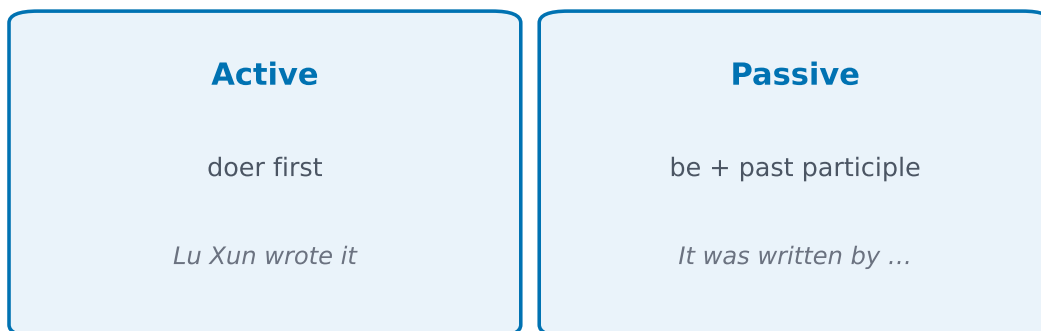 Active
doer first
Lu Xun wrote it
Passive
be + past participle
It was written by …